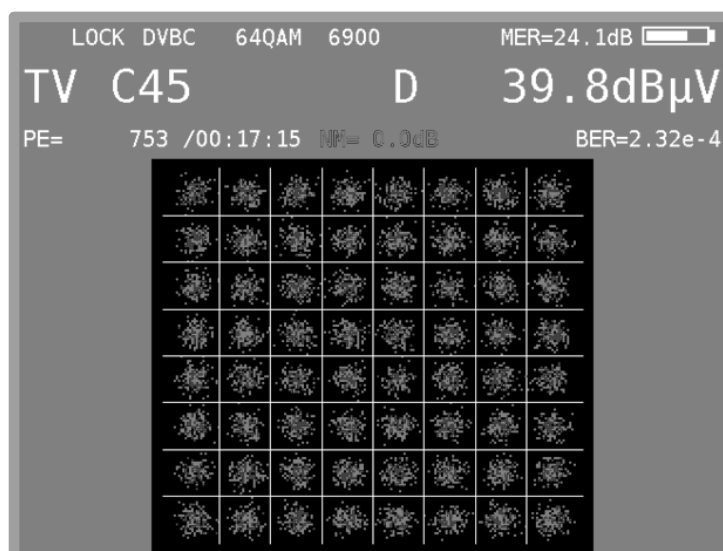 LOCK DVBC 64QAM 6900 MER=24.1dB
TV C45 D 39.8dBµV
PE= 753 /00:17:15 NM= 0.0dB BER=2.32e-4